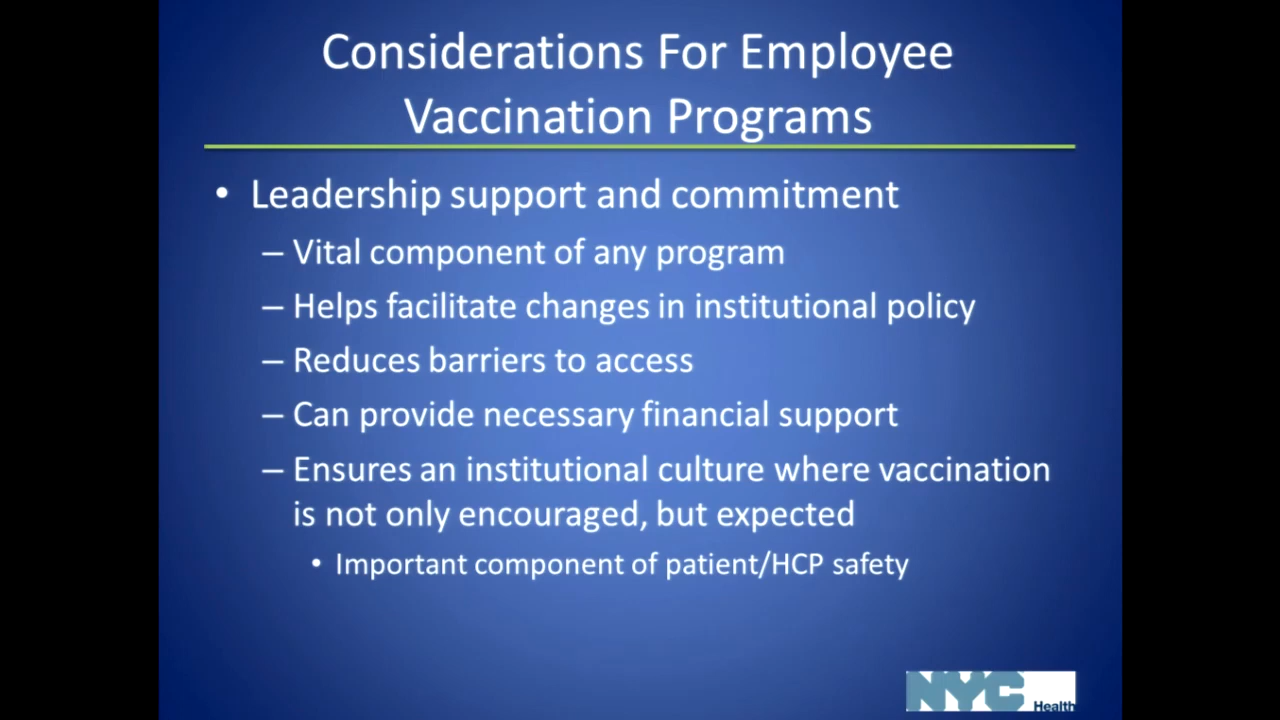 Considerations For Employee
Vaccination Programs
• Leadership support and commitment
– Vital component of any program
– Helps facilitate changes in institutional policy
– Reduces barriers to access
– Can provide necessary financial support
– Ensures an institutional culture where vaccination
is not only encouraged, but expected
• Important component of patient/HCP safety
NYC
Health